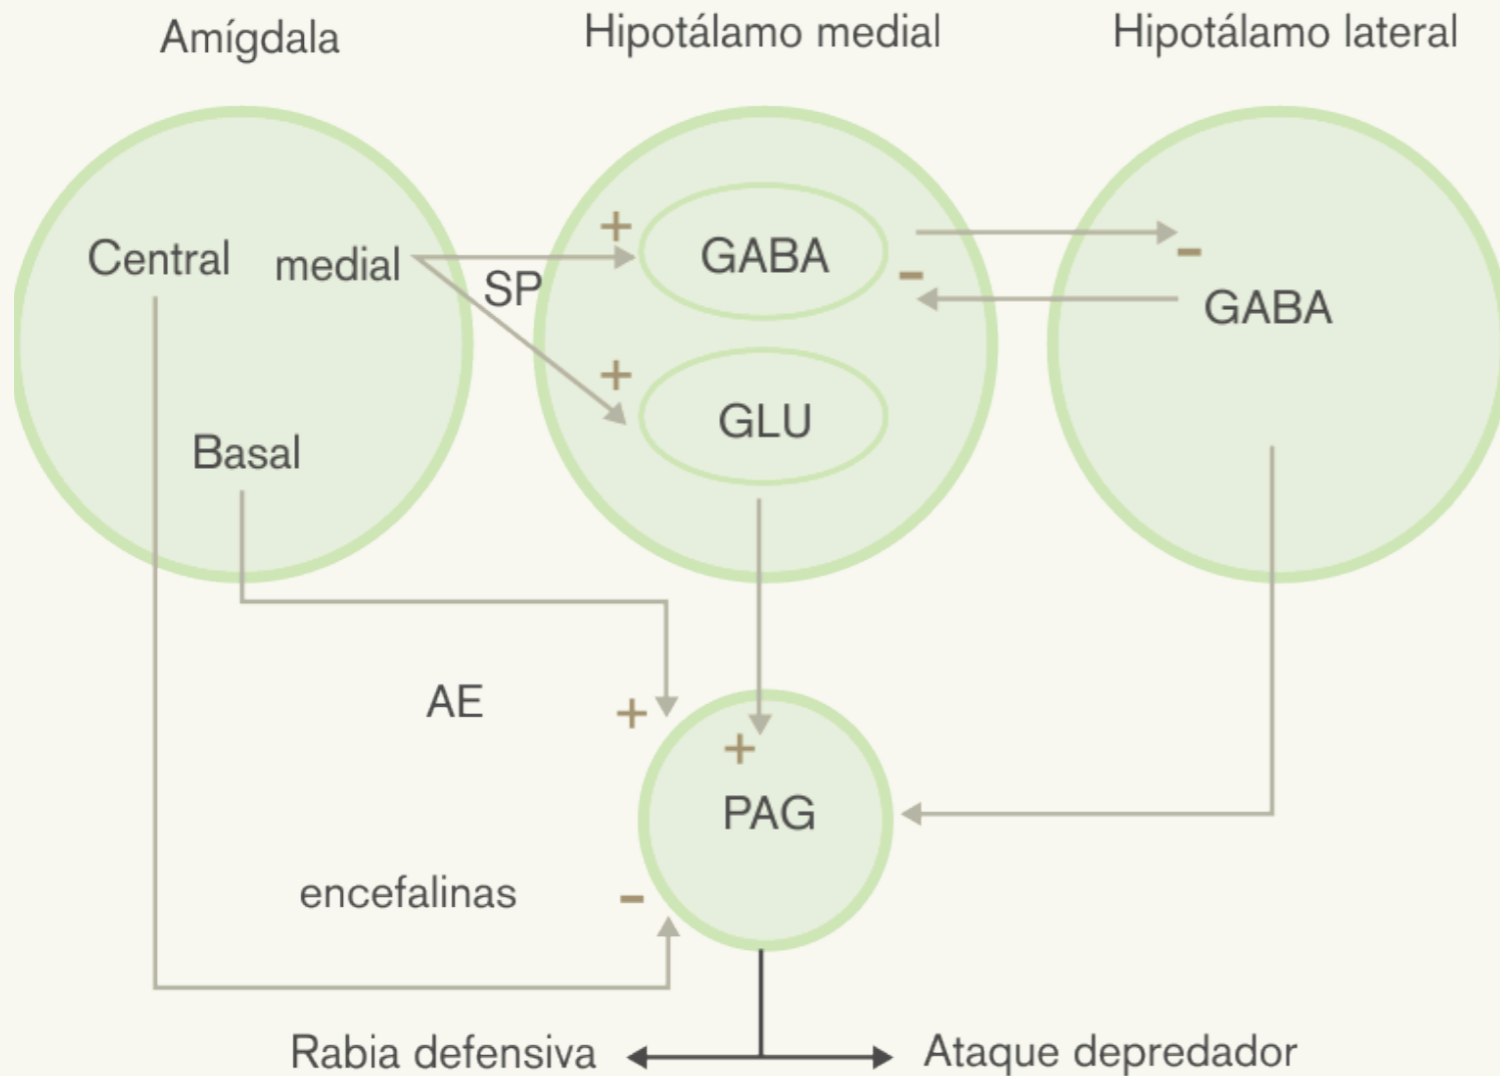 Amígdala
Hipotálamo medial
Hipotálamo lateral
+
GABA
-
-
Central
medial
SP
GABA
+
GLU
Basal
AE
+
+
PAG
encefalinas
-
Rabia defensiva
Ataque depredador